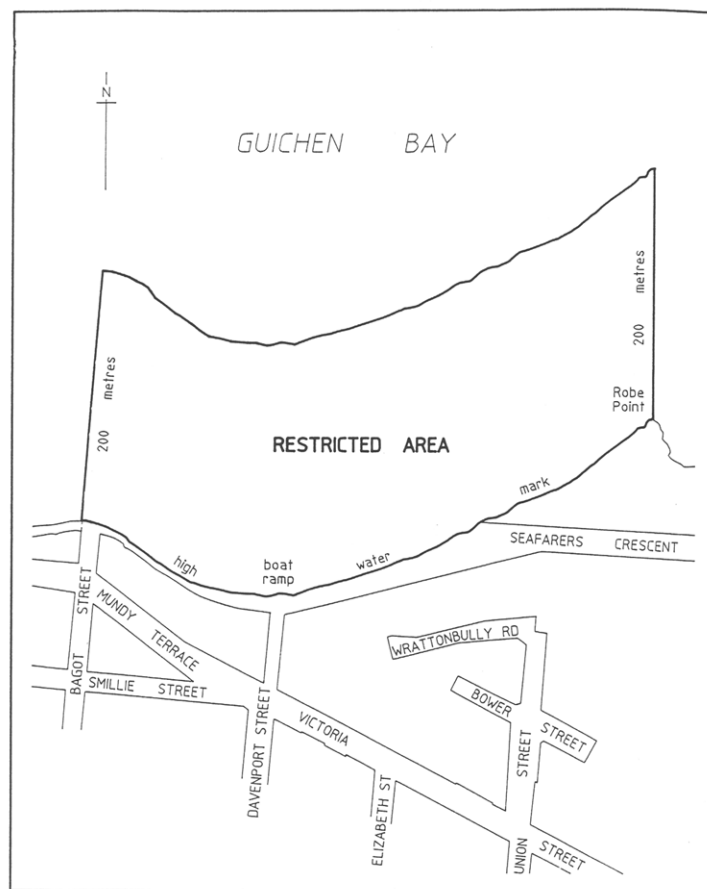 N
GUICHEN BAY
200 metres
200 metres
Robe
Point
RESTRICTED AREA
mark
high
boat
ramp
water
SEAFARERS CRESCENT
BAGOT STREET
MUNDY TERRACE
SMILLIE STREET
WRATTONBULLY RD
BOWER STREET
VICTORIA STREET
DAVENPORT STREET
ELIZABETH ST
UNION STREET